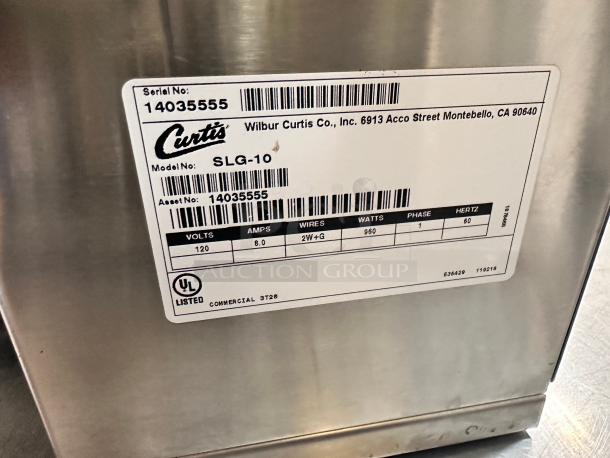 Serial No:
14035555
Curtis Wilbur Curtis Co., Inc. 6913 Acco Street Montebello, CA 90640
Model No: SLG-10
Asset No: 14035555
VOLTS AMPS WIRES WATTS PHASE HERTZ
120 8.0 2W+G 960 1 60
AUCTION GROUP
UL
LISTED COMMERCIAL 3T28